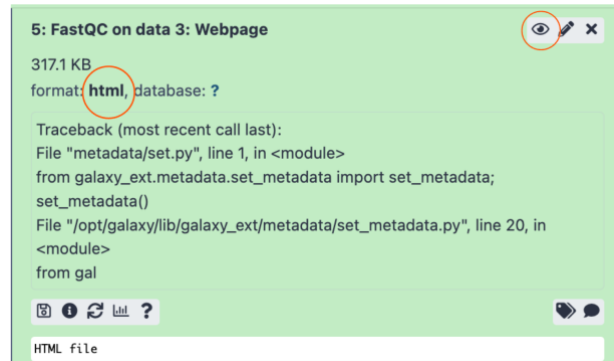 5: FastQC on data 3: Webpage
317.1 KB
format: html, database: ?
Traceback (most recent call last):
File "metadata/set.py", line 1, in <module>
from galaxy_ext.metadata.set_metadata import set_metadata;
set_metadata()
File "/opt/galaxy/lib/galaxy_ext/metadata/set_metadata.py", line 20, in
<module>
from gal
HTML file